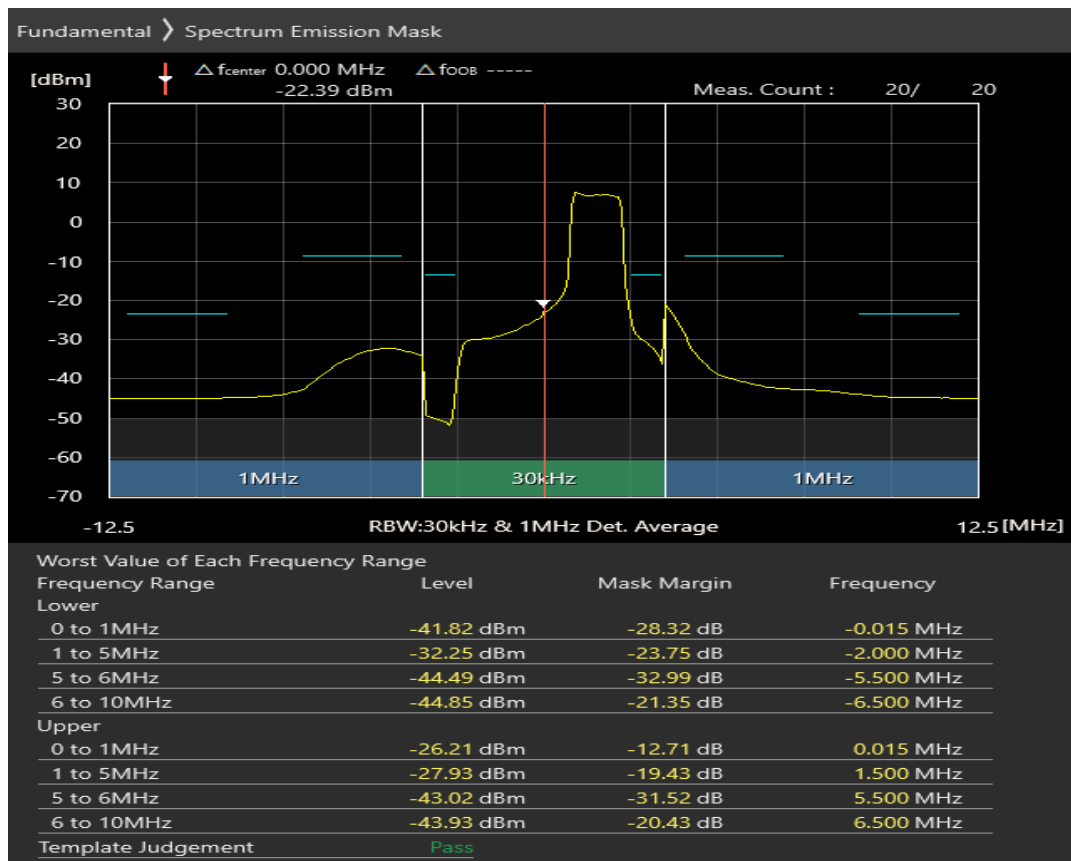 Fundamental ❯ Spectrum Emission Mask
[dBm] △ fcenter 0.000 MHz △ fOOB -----
-22.39 dBm Meas. Count : 20/ 20
30
20
10
0
-10
-20
-30
-40
-50
-60
-70
1MHz 30kHz 1MHz
-12.5 RBW:30kHz & 1MHz Det. Average 12.5 [MHz]
Worst Value of Each Frequency Range
Frequency Range Level Mask Margin Frequency
Lower
0 to 1MHz -41.82 dBm -28.32 dB -0.015 MHz
1 to 5MHz -32.25 dBm -23.75 dB -2.000 MHz
5 to 6MHz -44.49 dBm -32.99 dB -5.500 MHz
6 to 10MHz -44.85 dBm -21.35 dB -6.500 MHz
Upper
0 to 1MHz -26.21 dBm -12.71 dB 0.015 MHz
1 to 5MHz -27.93 dBm -19.43 dB 1.500 MHz
5 to 6MHz -43.02 dBm -31.52 dB 5.500 MHz
6 to 10MHz -43.93 dBm -20.43 dB 6.500 MHz
Template Judgement Pass